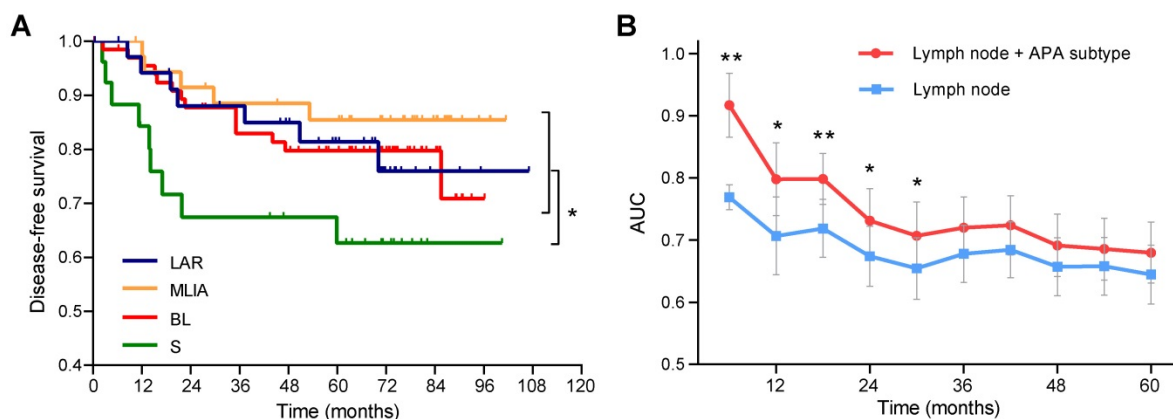 A
Disease-free survival
1.0
0.9
0.8
0.7
0.6
0.5
0.4
LAR
MLIA
BL
S
*
0 12 24 36 48 60 72 84 96 108 120
Time (months)
B
AUC
1.0
0.9
0.8
0.7
0.6
0.5
Lymph node + APA subtype
Lymph node
** * ** * *
12 24 36 48 60
Time (months)